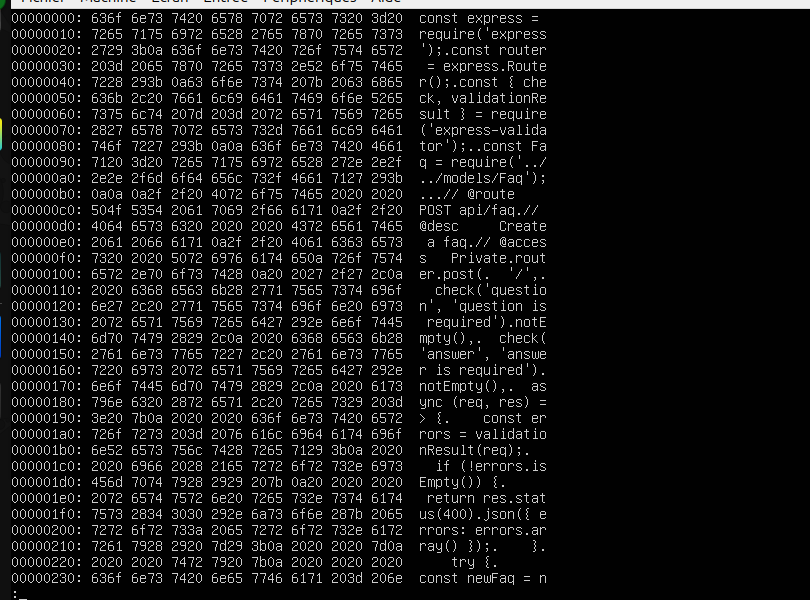 00000000: 636f 6e73 7420 6578 7072 6573 7320 3d20  const express =
00000010: 7265 7175 6972 6528 2765 7870 7265 7373  require('express
00000020: 2729 3b0a 636f 6e73 7420 726f 7574 6572  ');.const router
00000030: 203d 2065 7870 7265 7373 2e52 6f75 7465   = express.Route
00000040: 7228 293b 0a63 6f6e 7374 207b 2063 6865  r();.const { che
00000050: 636b 2c20 7661 6c69 6461 7469 6f6e 5265  ck, validationRe
00000060: 7375 6c74 207d 203d 2072 6571 7569 7265  sult } = require
00000070: 2827 6578 7072 6573 732d 7661 6c69 6461  ('express-valida
00000080: 746f 7227 293b 0a0a 636f 6e73 7420 4661  tor');..const Fa
00000090: 7120 3d20 7265 7175 6972 6528 272e 2e2f  q = require('../
000000a0: 2e2e 2f6d 6f64 656c 732f 4661 7127 293b  ../models/Faq');
000000b0: 0a0a 0a2f 2f20 4072 6f75 7465 2020 2020  ...// @route
000000c0: 504f 5354 2061 7069 2f66 6171 0a2f 2f20  POST api/faq.//
000000d0: 4064 6573 6320 2020 2020 4372 6561 7465  @desc     Create
000000e0: 2061 2066 6171 0a2f 2f20 4061 6363 6573   a faq.// @acces
000000f0: 7320 2020 5072 6976 6174 650a 726f 7574  s   Private.rout
00000100: 6572 2e70 6f73 7428 0a20 2027 2f27 2c0a  er.post(.  '/',.
00000110: 2020 6368 6563 6b28 2771 7565 7374 696f    check('questio
00000120: 6e27 2c20 2771 7565 7374 696f 6e20 6973  n', 'question is
00000130: 2072 6571 7569 7265 6427 292e 6e6f 7445   required').notE
00000140: 6d70 7479 2829 2c0a 2020 6368 6563 6b28  mpty(),.  check(
00000150: 2761 6e73 7765 7227 2c20 2761 6e73 7765  'answer', 'answe
00000160: 7220 6973 2072 6571 7569 7265 6427 292e  r is required').
00000170: 6e6f 7445 6d70 7479 2829 2c0a 2020 6173  notEmpty(),.  as
00000180: 796e 6320 2872 6571 2c20 7265 7329 203d  ync (req, res) =
00000190: 3e20 7b0a 2020 2020 636f 6e73 7420 6572  > {.    const er
000001a0: 726f 7273 203d 2076 616c 6964 6174 696f  rors = validatio
000001b0: 6e52 6573 756c 7428 7265 7129 3b0a 2020  nResult(req);.
000001c0: 2020 6966 2028 2165 7272 6f72 732e 6973    if (!errors.is
000001d0: 456d 7074 7928 2929 207b 0a20 2020 2020  Empty()) {.
000001e0: 2072 6574 7572 6e20 7265 732e 7374 6174   return res.stat
000001f0: 7573 2834 3030 292e 6a73 6f6e 287b 2065  us(400).json({ e
00000200: 7272 6f72 733a 2065 7272 6f72 732e 6172  rrors: errors.ar
00000210: 7261 7928 2920 7d29 3b0a 2020 2020 7d0a  ray() });.    }.
00000220: 2020 2020 7472 7920 7b0a 2020 2020 2020      try {.
00000230: 636f 6e73 7420 6e65 7746 6171 203d 206e  const newFaq = n
: